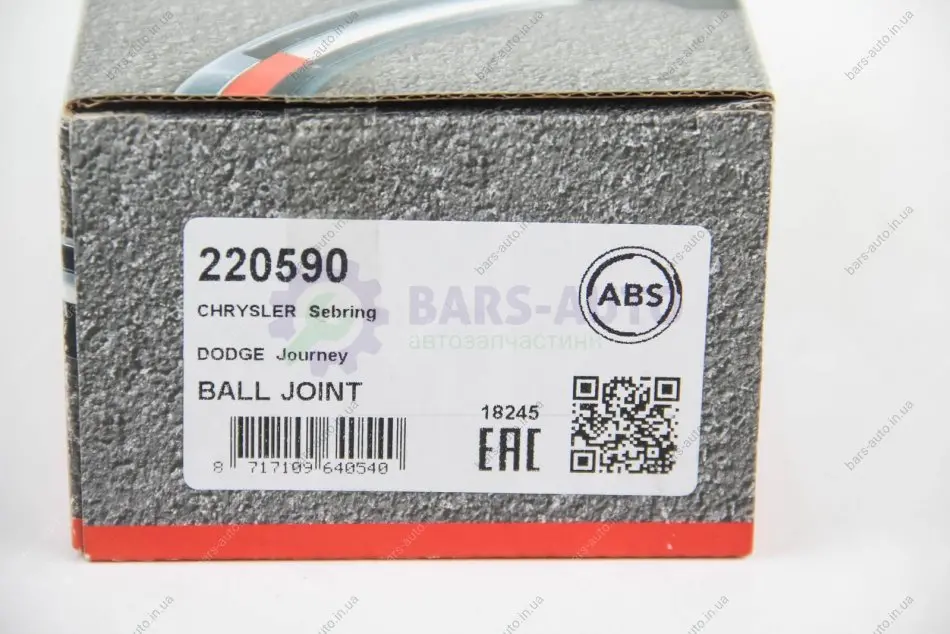 220590
ABS
CHRYSLER Sebring
BARS-AUTO
автозапчастини
DODGE Journey
BALL JOINT
18245
EAC
8 717109 640540
bars-auto.in.ua